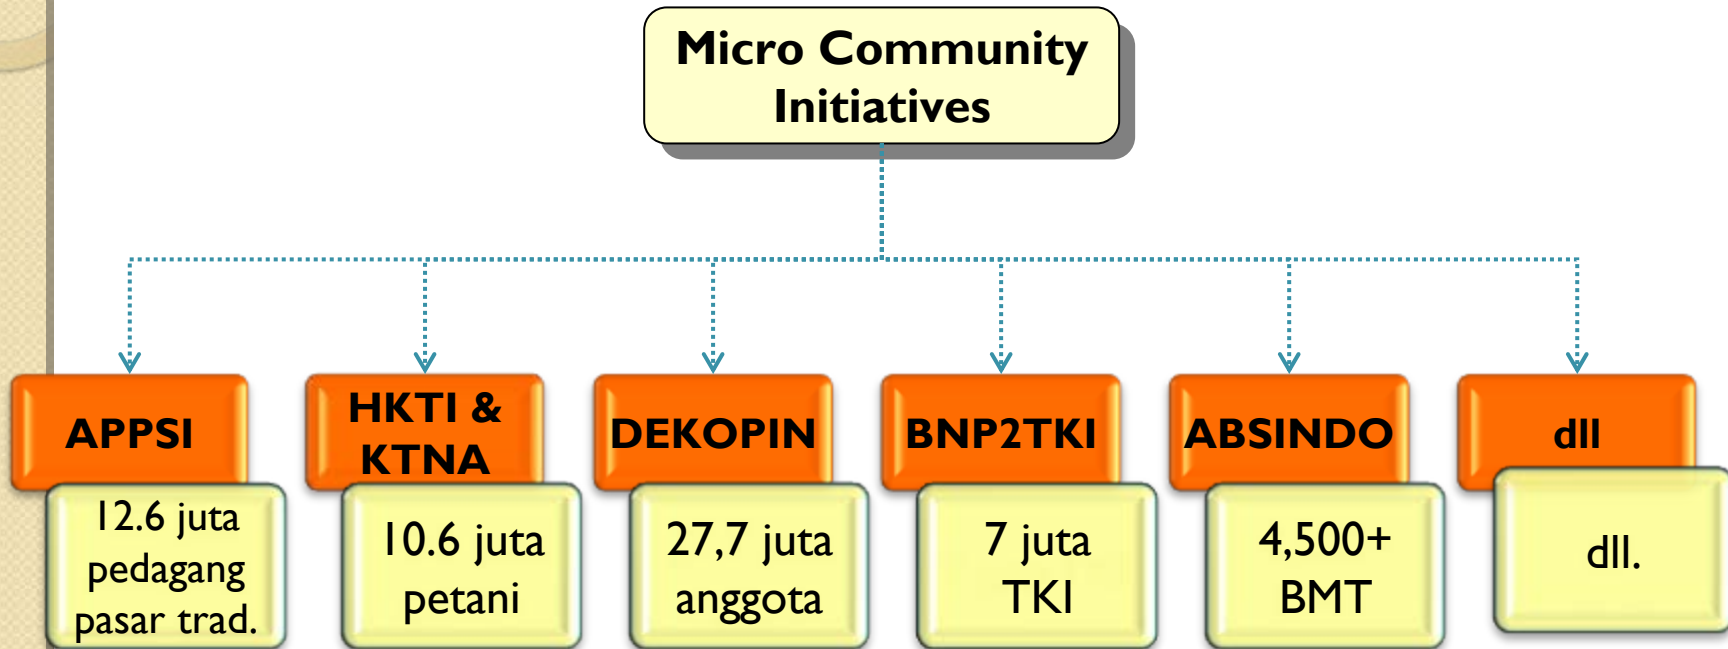 Micro Community
Initiatives
APPSI
HKTI &
KTNA
DEKOPIN
BNP2TKI
ABSINDO
dll
12.6 juta
pedagang
pasar trad.
10.6 juta
petani
27,7 juta
anggota
7 juta
TKI
4,500+
BMT
dll.